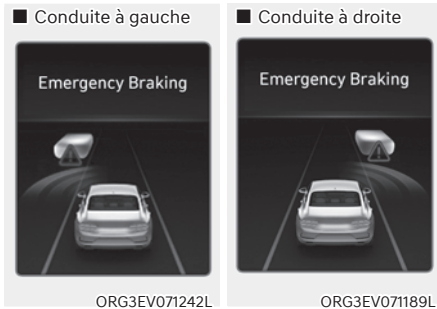 ■ Conduite à gauche
Emergency Braking
ORG3EV071242L
■ Conduite à droite
Emergency Braking
ORG3EV071189L